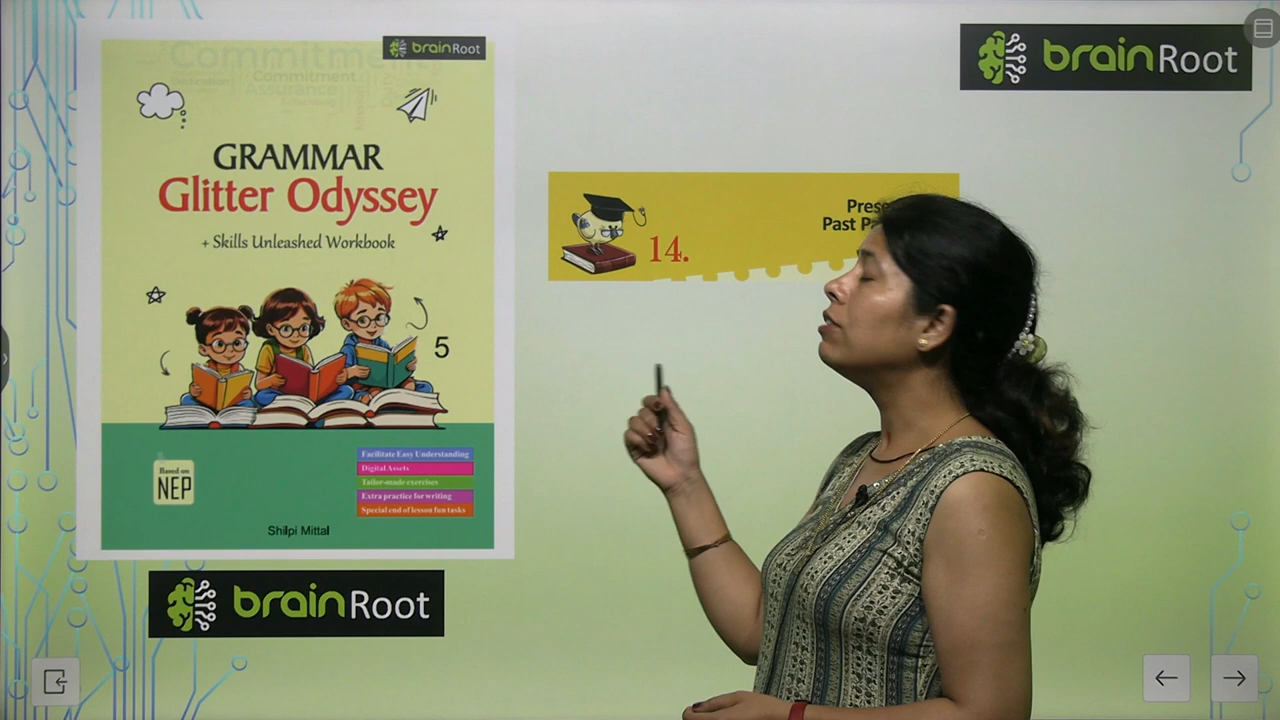 Commitment
Commitment
Assurance
brainRoot
GRAMMAR
Glitter Odyssey
+ Skills Unleashed Workbook
5
Based on
NEP
Facilitate Easy Understanding
Digital Assets
Tailor-made exercises
Extra practice for writing
Special end of lesson fun tasks
Shilpi Mittal
brainRoot
brainRoot
14.
Past